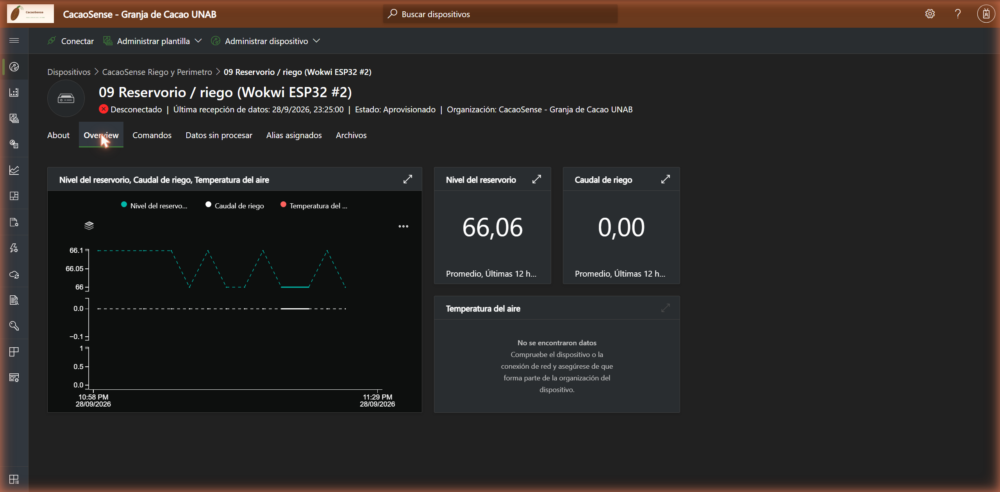 CacaoSense
CacaoSense - Granja de Cacao UNAB
Buscar dispositivos
Conectar
Administrar plantilla
Administrar dispositivo
Dispositivos > CacaoSense Riego y Perimetro > 09 Reservorio / riego (Wokwi ESP32 #2)
09 Reservorio / riego (Wokwi ESP32 #2)
Desconectado | Última recepción de datos: 28/9/2026, 23:25:00 | Estado: Aprovisionado | Organización: CacaoSense - Granja de Cacao UNAB
About
Overview
Comandos
Datos sin procesar
Alias asignados
Archivos
Nivel del reservorio, Caudal de riego, Temperatura del aire
Nivel del reservo...
Caudal de riego
Temperatura del ...
66.1
66.05
66
0.0
−0.1
1
0.5
0.0
10:58 PM
28/09/2026
11:29 PM
28/09/2026
Nivel del reservorio
66,06
Promedio, Últimas 12 h...
Caudal de riego
0,00
Promedio, Últimas 12 h...
Temperatura del aire
No se encontraron datos
Compruebe el dispositivo o la
conexión de red y asegúrese de que
forma parte de la organización del
dispositivo.